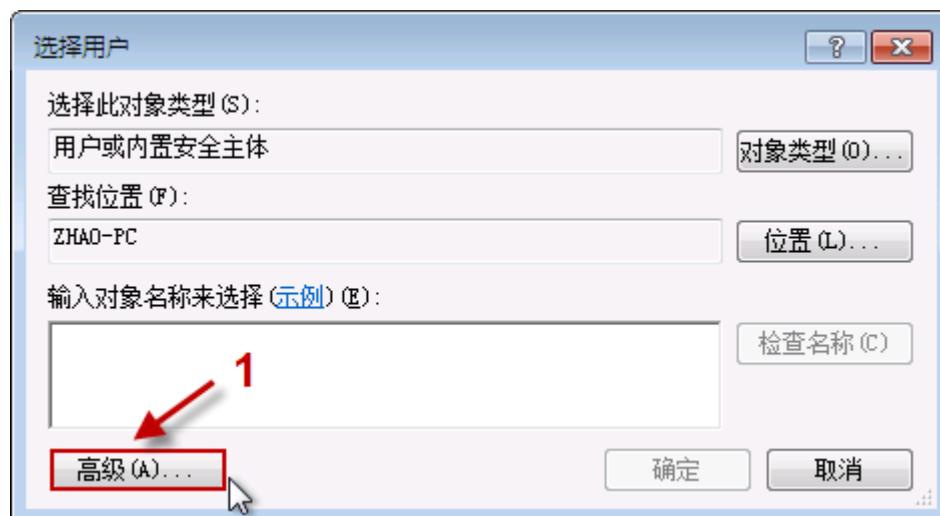 选择用户
选择此对象类型(S):
用户或内置安全主体
对象类型(O)...
查找位置(F):
ZHAO-PC
位置(L)...
输入对象名称来选择(示例)(E):
检查名称(C)
1
高级(A)...
确定
取消